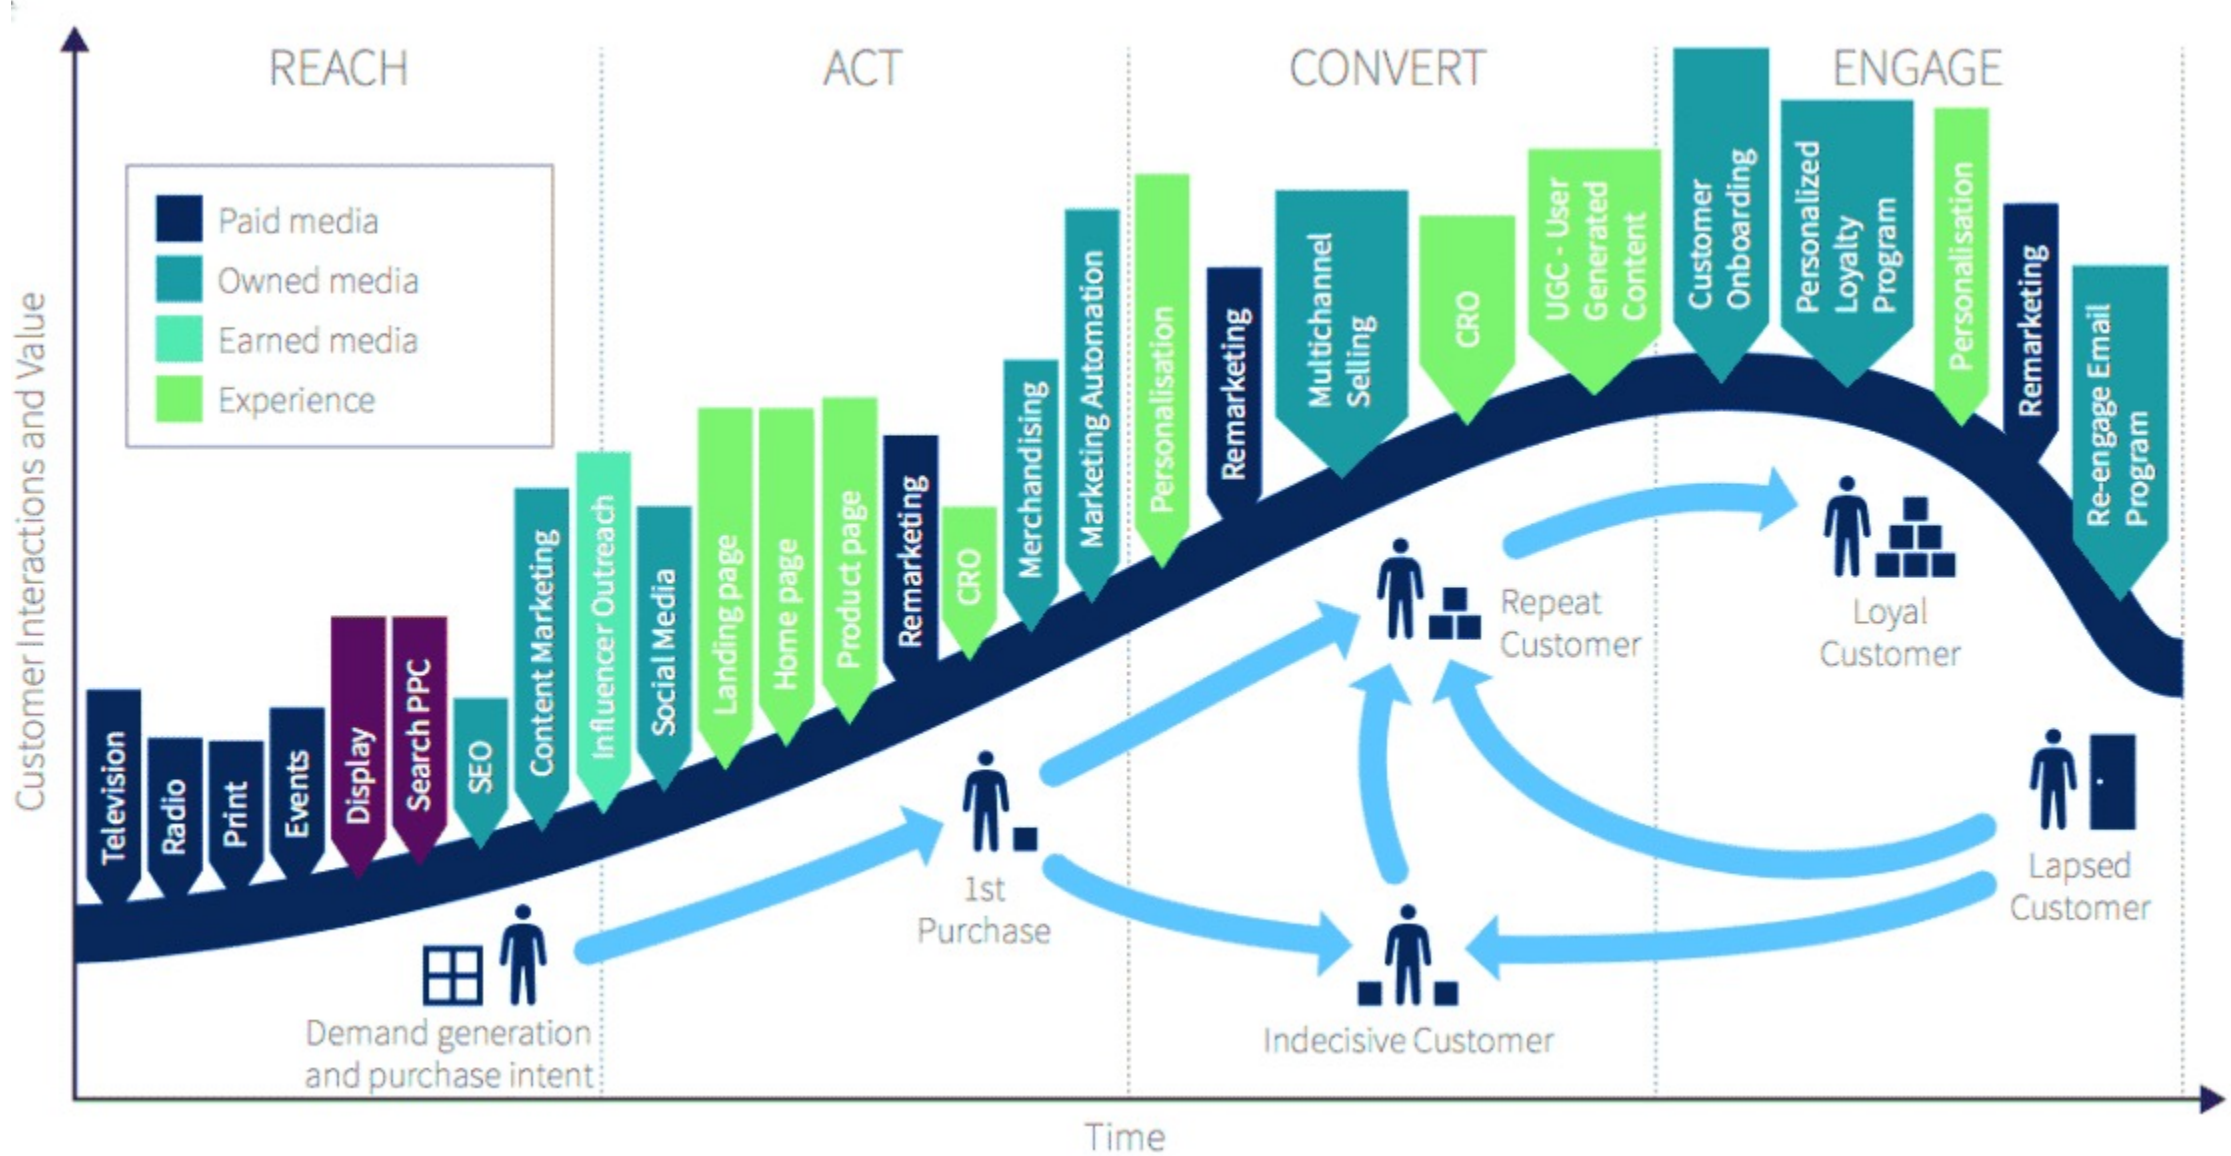 REACH
ACT
CONVERT
ENGAGE
Paid media
Owned media
Earned media
Experience
Customer Interactions and Value
Television
Radio
Print
Events
Display
Search PPC
SEO
Content Marketing
Influencer Outreach
Social Media
Landing page
Home page
Product page
Remarketing
CRO
Merchandising
Marketing Automation
Personalisation
Remarketing
Multichannel
Selling
CRO
UGC - User
Generated
Content
Customer
Onboarding
Personalized
Loyalty
Program
Personalisation
Remarketing
Re-engage Email
Program
Demand generation
and purchase intent
1st
Purchase
Repeat
Customer
Indecisive Customer
Loyal
Customer
Lapsed
Customer
Time